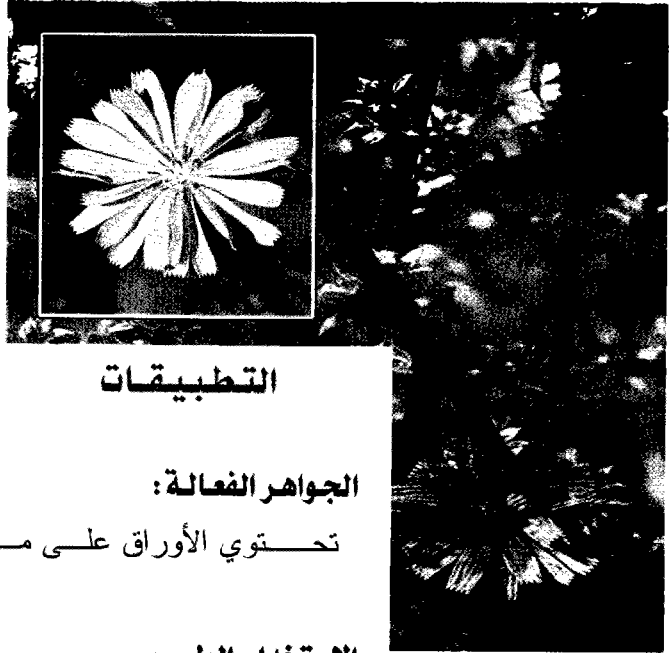 التطبيقات
الجواهر الفعالة:
تحتوي الأوراق على